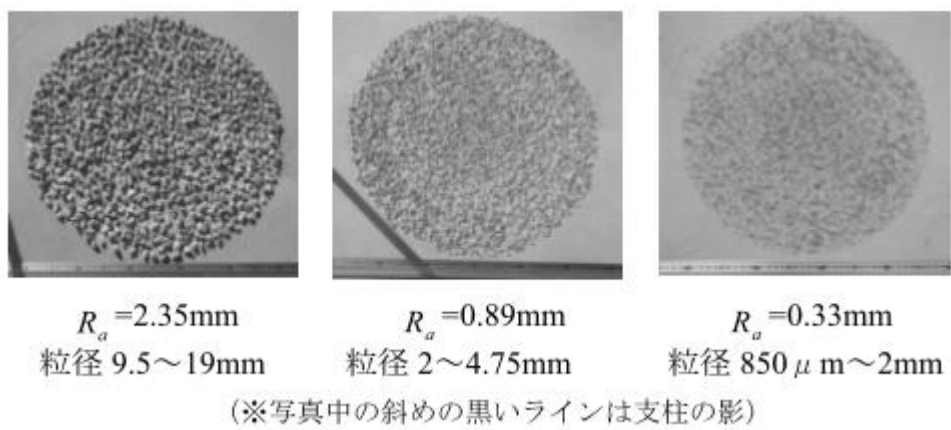 Ra=2.35mm
粒径 9.5～19mm
Ra=0.89mm
粒径 2～4.75mm
Ra=0.33mm
粒径 850μm～2mm
(※写真中の斜めの黒いラインは支柱の影)